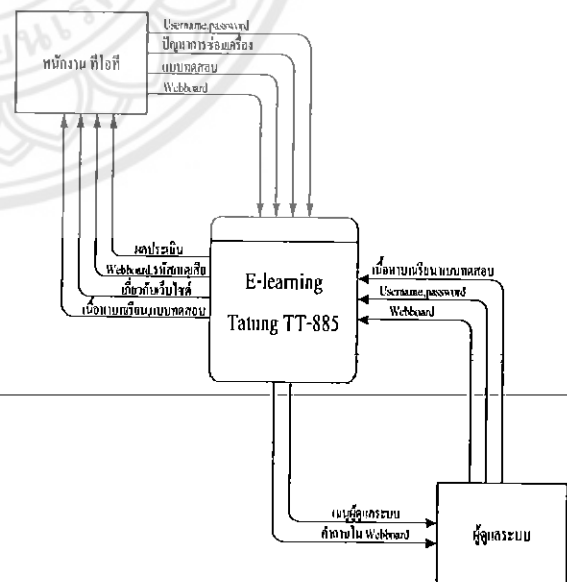 Username,password
ปัญหาการซ่อมเครื่อง
แบบทดสอบ
Webboard
พนักงาน ทีโอที
ผลประเมิน
Webboard,รหัสเสีย
เกี่ยวกับเว็บไซต์
เนื้อหาบทเรียน,แบบทดสอบ
E-learning
Tatung TT-885
เนื้อหาบทเรียน,แบบทดสอบ
Username,password
Webboard
เมนูผู้ดูแลระบบ
คำถามใน Webboard
ผู้ดูแลระบบ